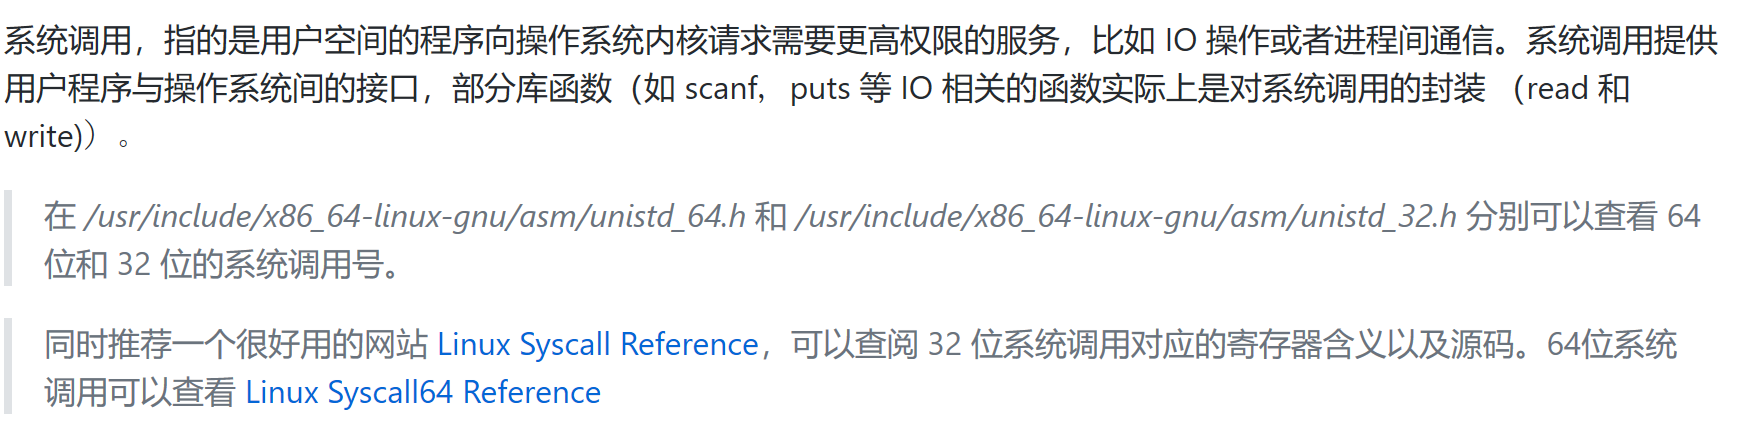 系统调用，指的是用户空间的程序向操作系统内核请求需要更高权限的服务，比如 IO 操作或者进程间通信。系统调用提供
用户程序与操作系统间的接口，部分库函数（如 scanf，puts 等 IO 相关的函数实际上是对系统调用的封装 （read 和
write)）。
在 /usr/include/x86_64-linux-gnu/asm/unistd_64.h 和 /usr/include/x86_64-linux-gnu/asm/unistd_32.h 分别可以查看 64
位和 32 位的系统调用号。
同时推荐一个很好用的网站 Linux Syscall Reference，可以查阅 32 位系统调用对应的寄存器含义以及源码。64位系统
调用可以查看 Linux Syscall64 Reference